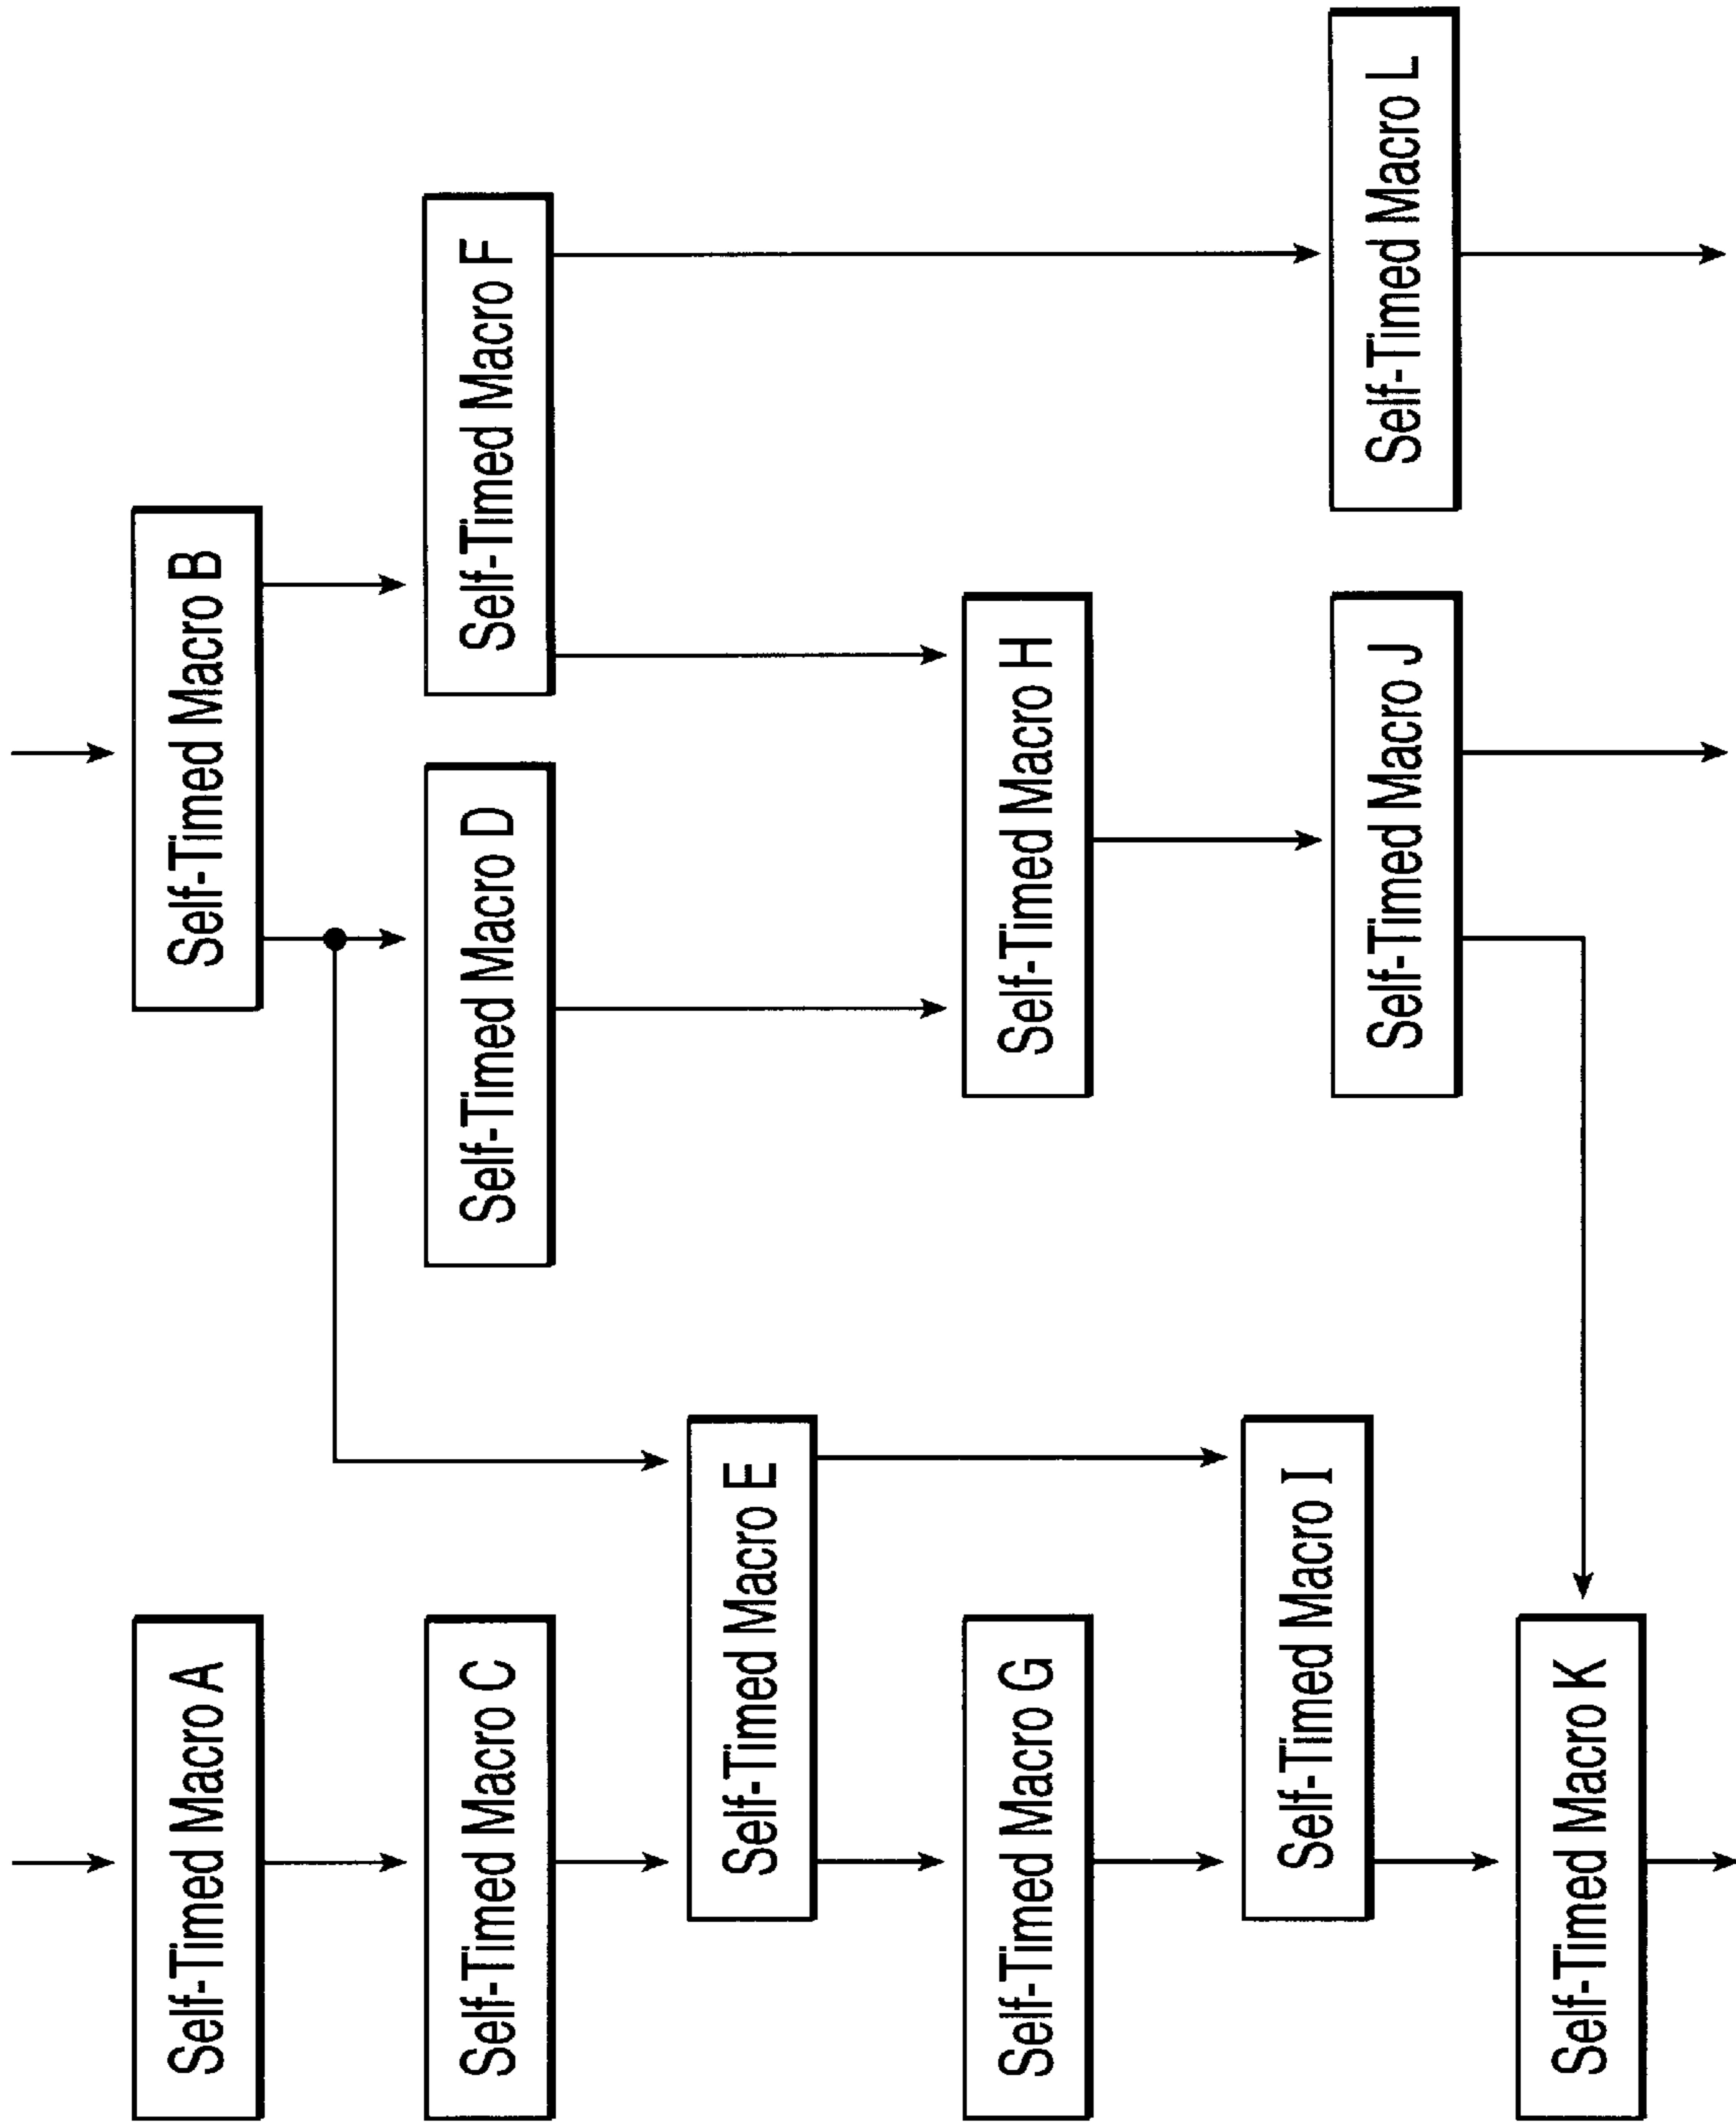 Self-Timed Macro A
Self-Timed Macro B
Self-Timed Macro C
Self-Timed Macro D
Self-Timed Macro F
Self-Timed Macro E
Self-Timed Macro G
Self-Timed Macro H
Self-Timed Macro I
Self-Timed Macro J
Self-Timed Macro L
Self-Timed Macro K